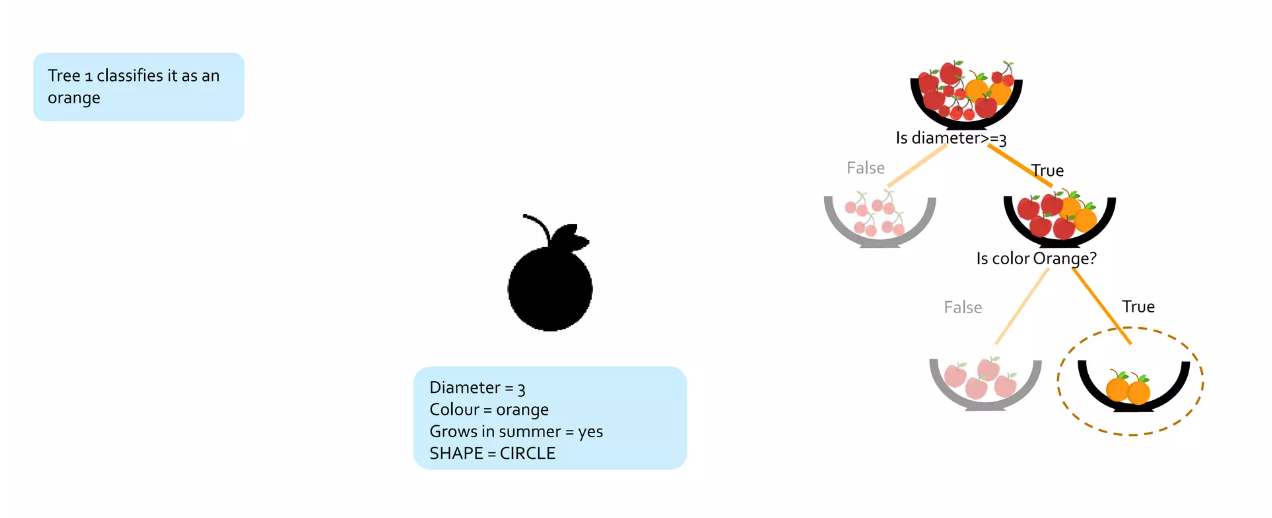 Tree 1 classifies it as an
orange
Is diameter>=3
False
True
Is color Orange?
False
True
Diameter = 3
Colour = orange
Grows in summer = yes
SHAPE = CIRCLE